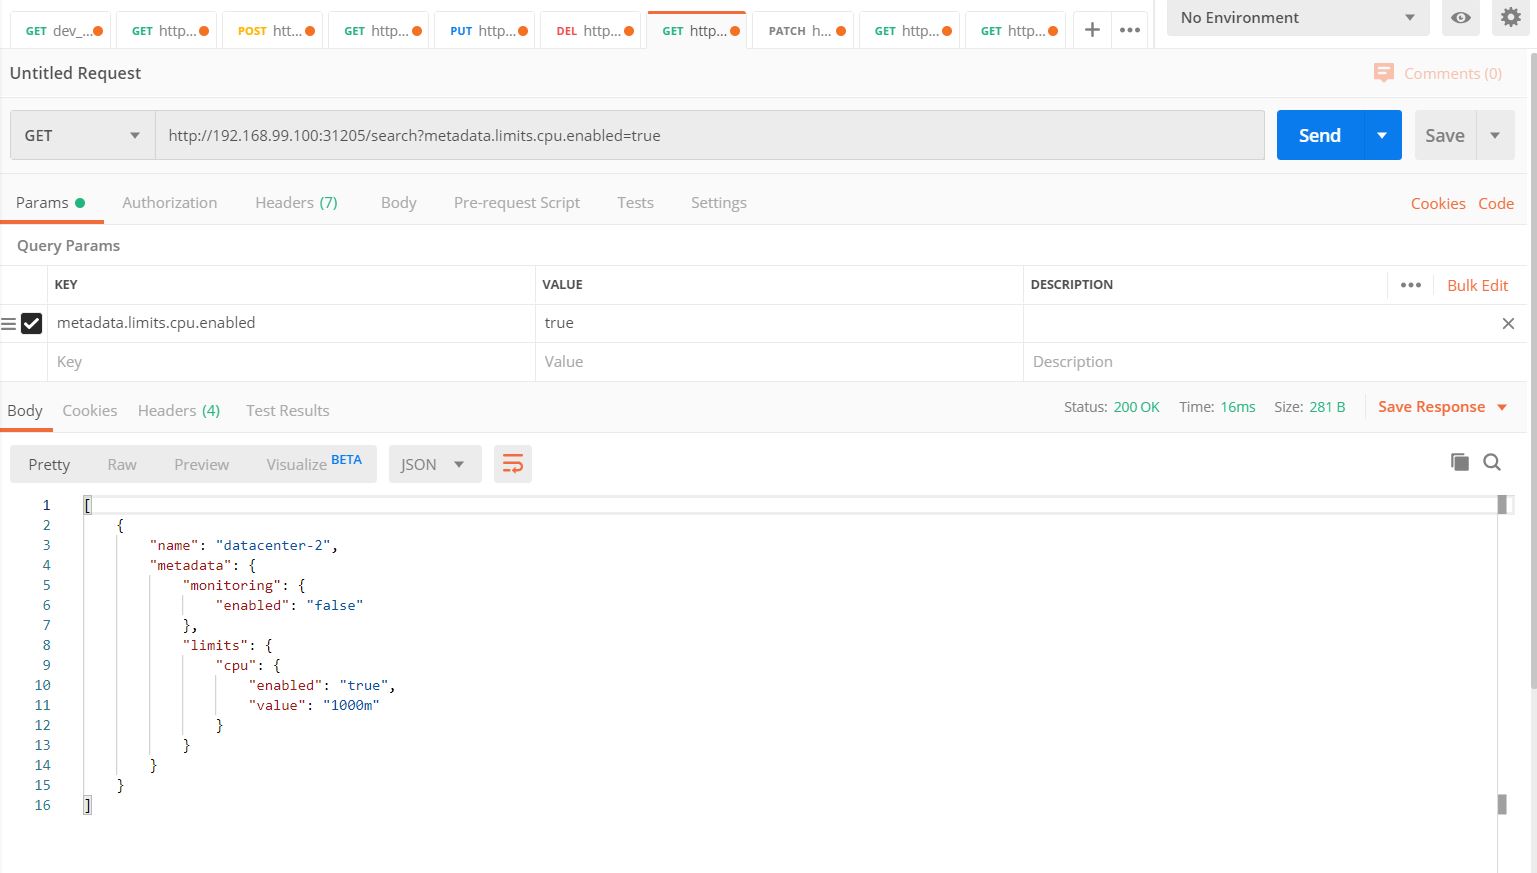 GET dev_... GET http... POST htt... GET http... PUT http... DEL http... GET http... PATCH h... GET http... GET http... + ••• No Environment
Untitled Request Comments (0)
GET http://192.168.99.100:31205/search?metadata.limits.cpu.enabled=true Send Save
Params Authorization Headers (7) Body Pre-request Script Tests Settings Cookies Code
Query Params
KEY VALUE DESCRIPTION ••• Bulk Edit
metadata.limits.cpu.enabled true
Key Value Description
Body Cookies Headers (4) Test Results Status: 200 OK Time: 16ms Size: 281 B Save Response
Pretty Raw Preview Visualize BETA JSON
1 [
2 {
3 "name": "datacenter-2",
4 "metadata": {
5 "monitoring": {
6 "enabled": "false"
7 },
8 "limits": {
9 "cpu": {
10 "enabled": "true",
11 "value": "1000m"
12 }
13 }
14 }
15 }
16 ]